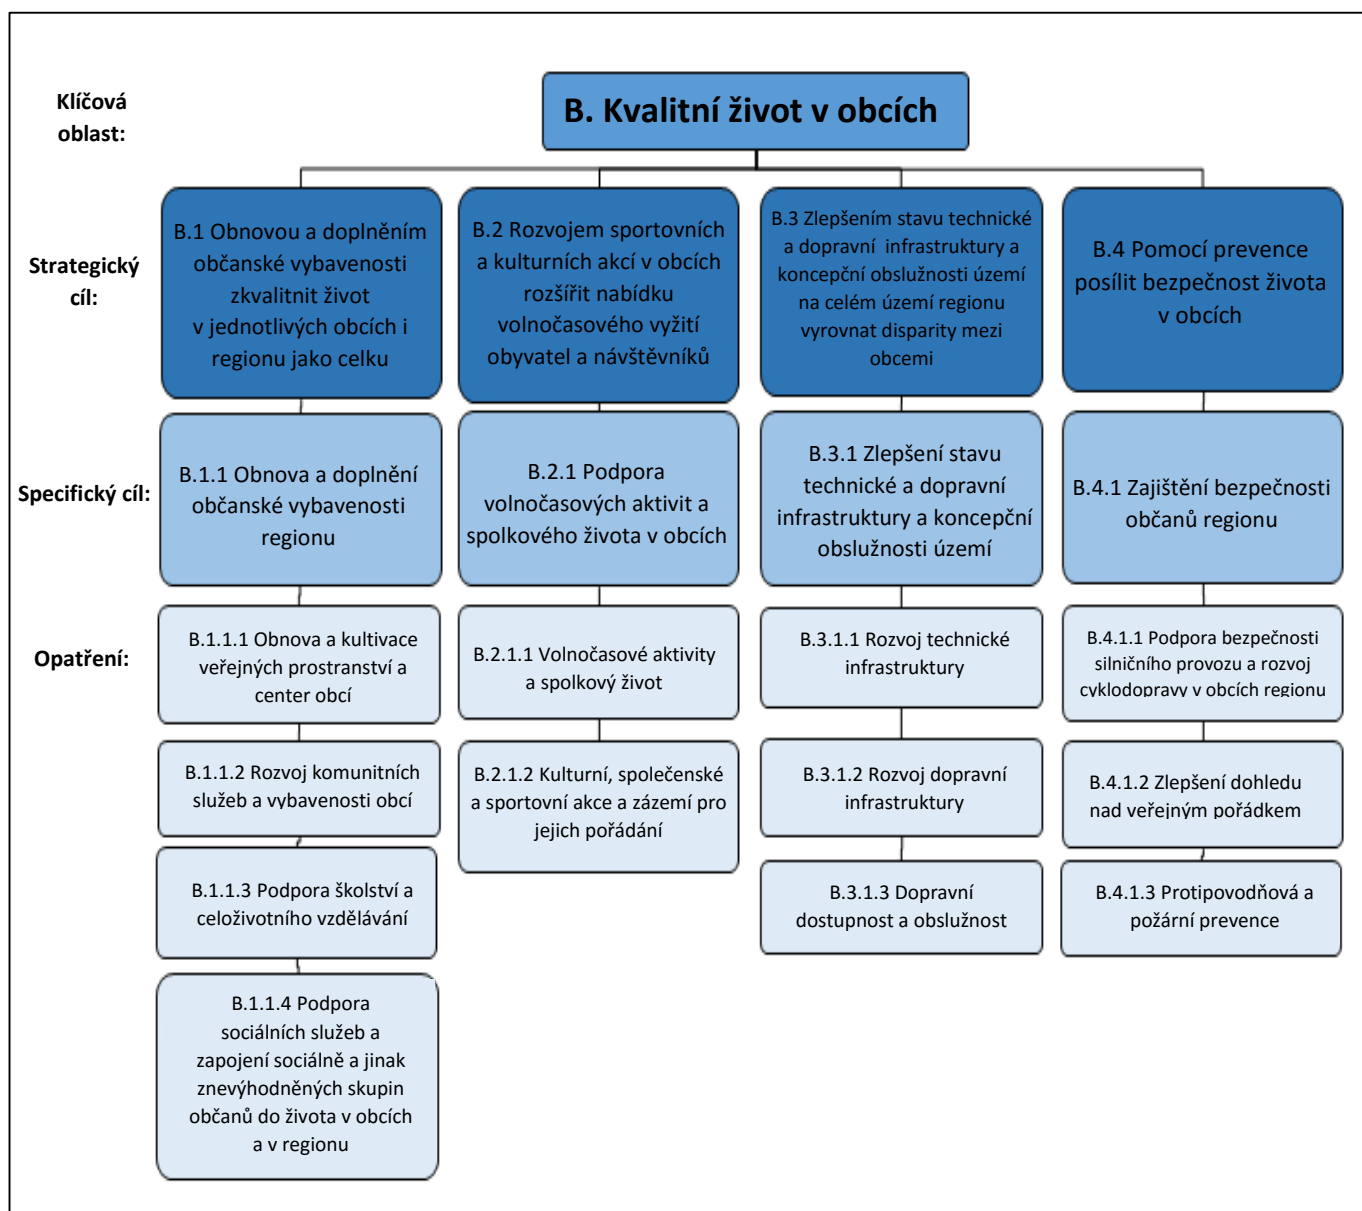 Klíčová
oblast:
B. Kvalitní život v obcích
Strategický
cíl:
B.1 Obnovou a doplněním
občanské vybavenosti
zkvalitnit život
v jednotlivých obcích i
regionu jako celku
B.2 Rozvojem sportovních
a kulturních akcí v obcích
rozšířit nabídku
volnočasového vyžití
obyvatel a návštěvníků
B.3 Zlepšením stavu technické
a dopravní infrastruktury a
koncepční obslužnosti území
na celém území regionu
vyrovnat disparity mezi
obcemi
B.4 Pomocí prevence
posílit bezpečnost života
v obcích
Specifický cíl:
B.1.1 Obnova a doplnění
občanské vybavenosti
regionu
B.2.1 Podpora
volnočasových aktivit a
spolkového života v obcích
B.3.1 Zlepšení stavu
technické a dopravní
infrastruktury a koncepční
obslužnosti území
B.4.1 Zajištění bezpečnosti
občanů regionu
Opatření:
B.1.1.1 Obnova a kultivace
veřejných prostranství a
center obcí
B.2.1.1 Volnočasové aktivity
a spolkový život
B.3.1.1 Rozvoj technické
infrastruktury
B.4.1.1 Podpora bezpečnosti
silničního provozu a rozvoj
cyklodopravy v obcích regionu
B.1.1.2 Rozvoj komunitních
služeb a vybavenosti obcí
B.2.1.2 Kulturní, společenské
a sportovní akce a zázemí pro
jejich pořádání
B.3.1.2 Rozvoj dopravní
infrastruktury
B.4.1.2 Zlepšení dohledu
nad veřejným pořádkem
B.1.1.3 Podpora školství a
celoživotního vzdělávání
B.3.1.3 Dopravní
dostupnost a obslužnost
B.4.1.3 Protipovodňová a
požární prevence
B.1.1.4 Podpora
sociálních služeb a
zapojení sociálně a jinak
znevýhodněných skupin
občanů do života v obcích
a v regionu